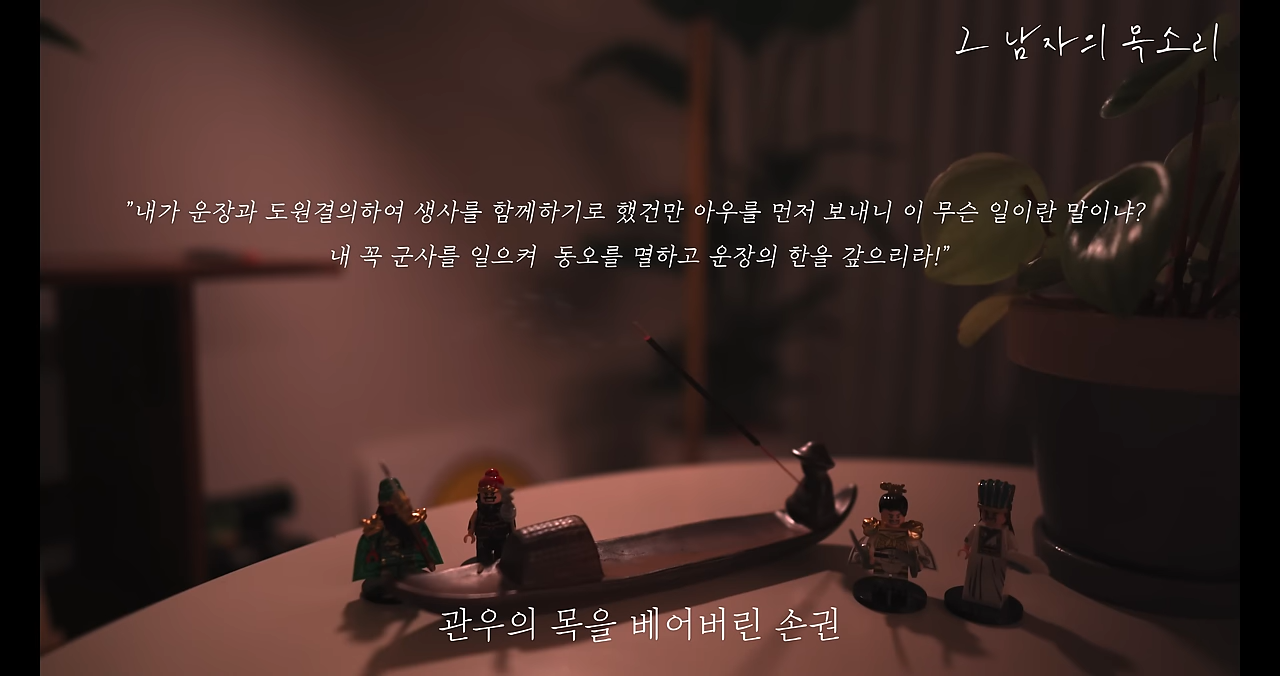 그 남자의 목소리
"내가 운장과 도원결의하여 생사를 함께하기로 했건만 아우를 먼저 보내니 이 무슨 일이란 말이냐?
내 꼭 군사를 일으켜 동오를 멸하고 운장의 한을 갚으리라!"
관우의 목을 베어버린 손권